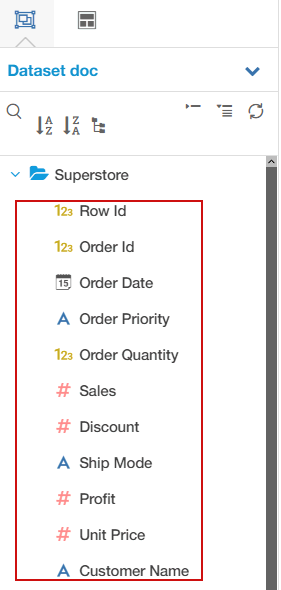 Dataset doc
A
Z
Z
A
Superstore
123 Row Id
123 Order Id
15 Order Date
A Order Priority
123 Order Quantity
# Sales
# Discount
A Ship Mode
# Profit
# Unit Price
A Customer Name